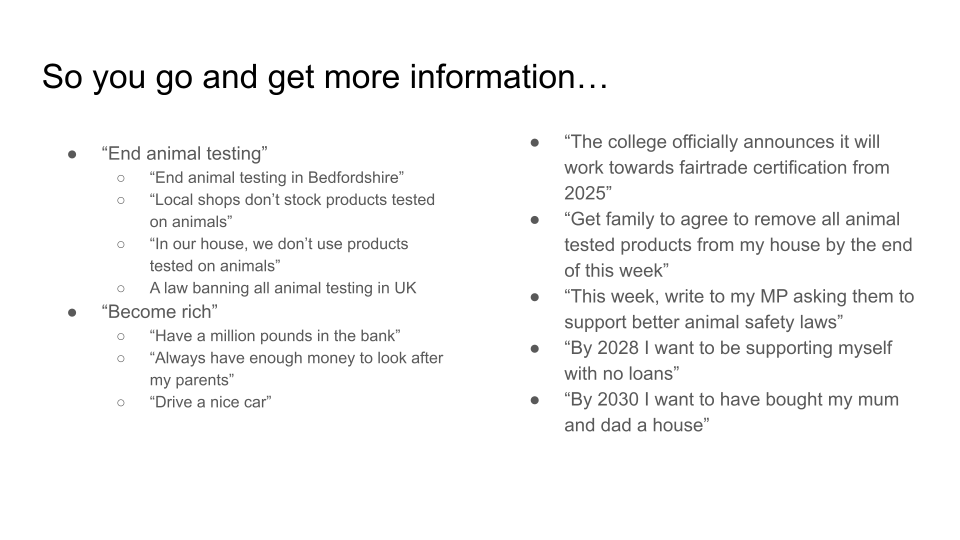 So you go and get more information…
● “End animal testing”
○ “End animal testing in Bedfordshire”
○ “Local shops don’t stock products tested
on animals”
○ “In our house, we don’t use products
tested on animals”
○ A law banning all animal testing in UK
● “Become rich”
○ “Have a million pounds in the bank”
○ “Always have enough money to look after
my parents”
○ “Drive a nice car”
● “The college officially announces it will
work towards fairtrade certification from
2025”
● “Get family to agree to remove all animal
tested products from my house by the end
of this week”
● “This week, write to my MP asking them to
support better animal safety laws”
● “By 2028 I want to be supporting myself
with no loans”
● “By 2030 I want to have bought my mum
and dad a house”